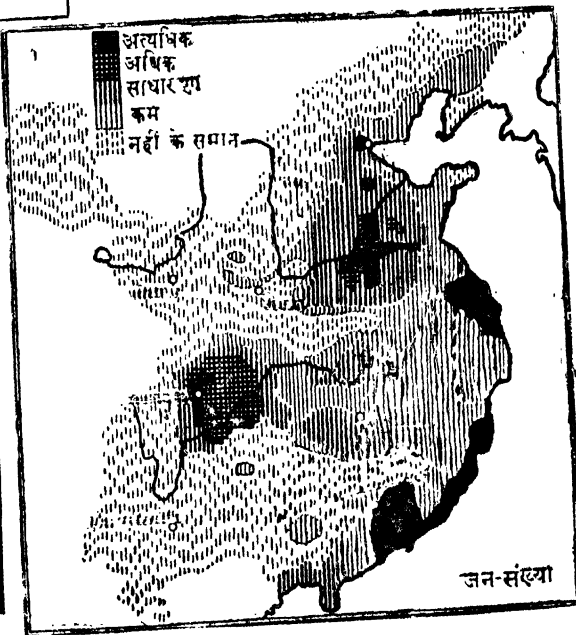 अत्यधिक
अधिक
साधारण
कम
नहीं के समान
जन-संख्या